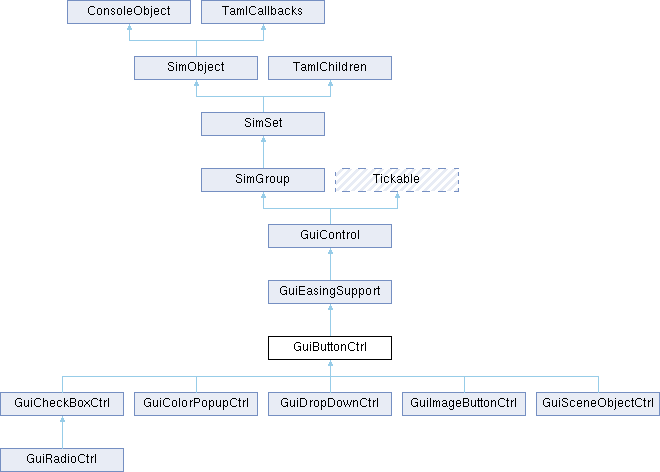 ConsoleObject
TamlCallbacks
SimObject
TamlChildren
SimSet
SimGroup
Tickable
GuiControl
GuiEasingSupport
GuiButtonCtrl
GuiCheckBoxCtrl
GuiColorPopupCtrl
GuiDropDownCtrl
GuiImageButtonCtrl
GuiSceneObjectCtrl
GuiRadioCtrl